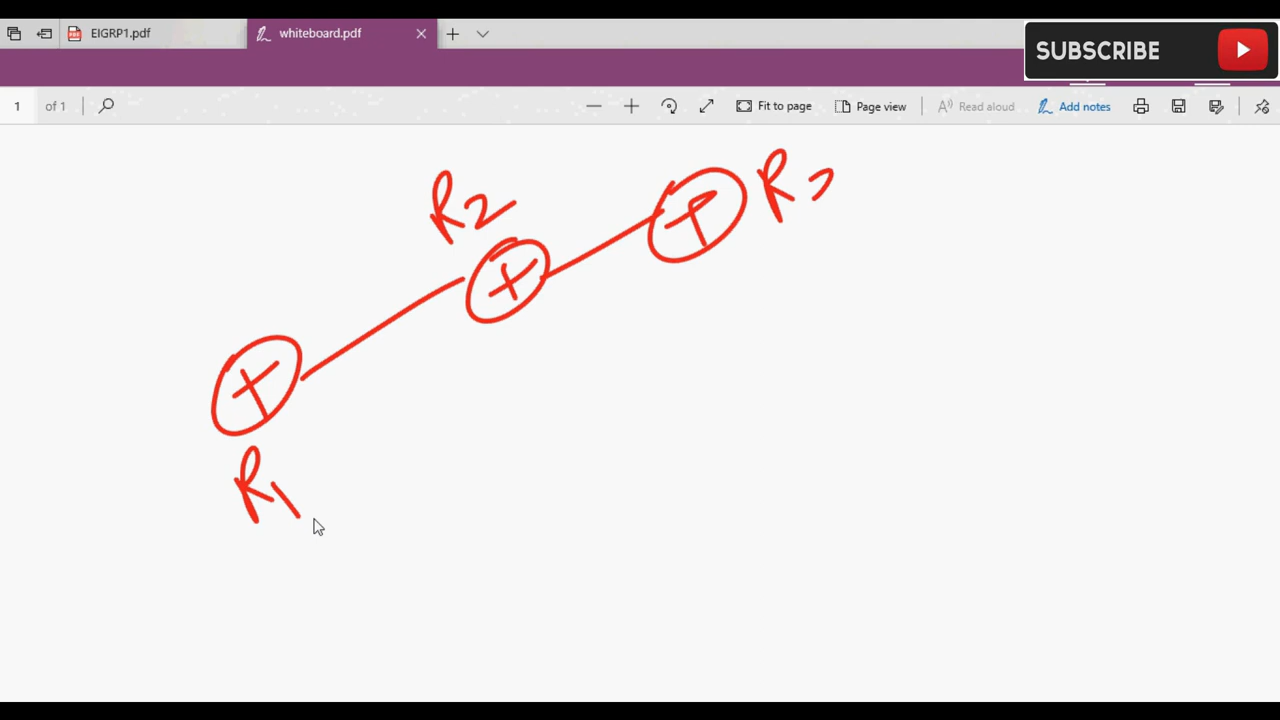 EIGRP1.pdf
whiteboard.pdf
SUBSCRIBE
1 of 1
Fit to page
Page view
Read aloud
Add notes
R2
R1